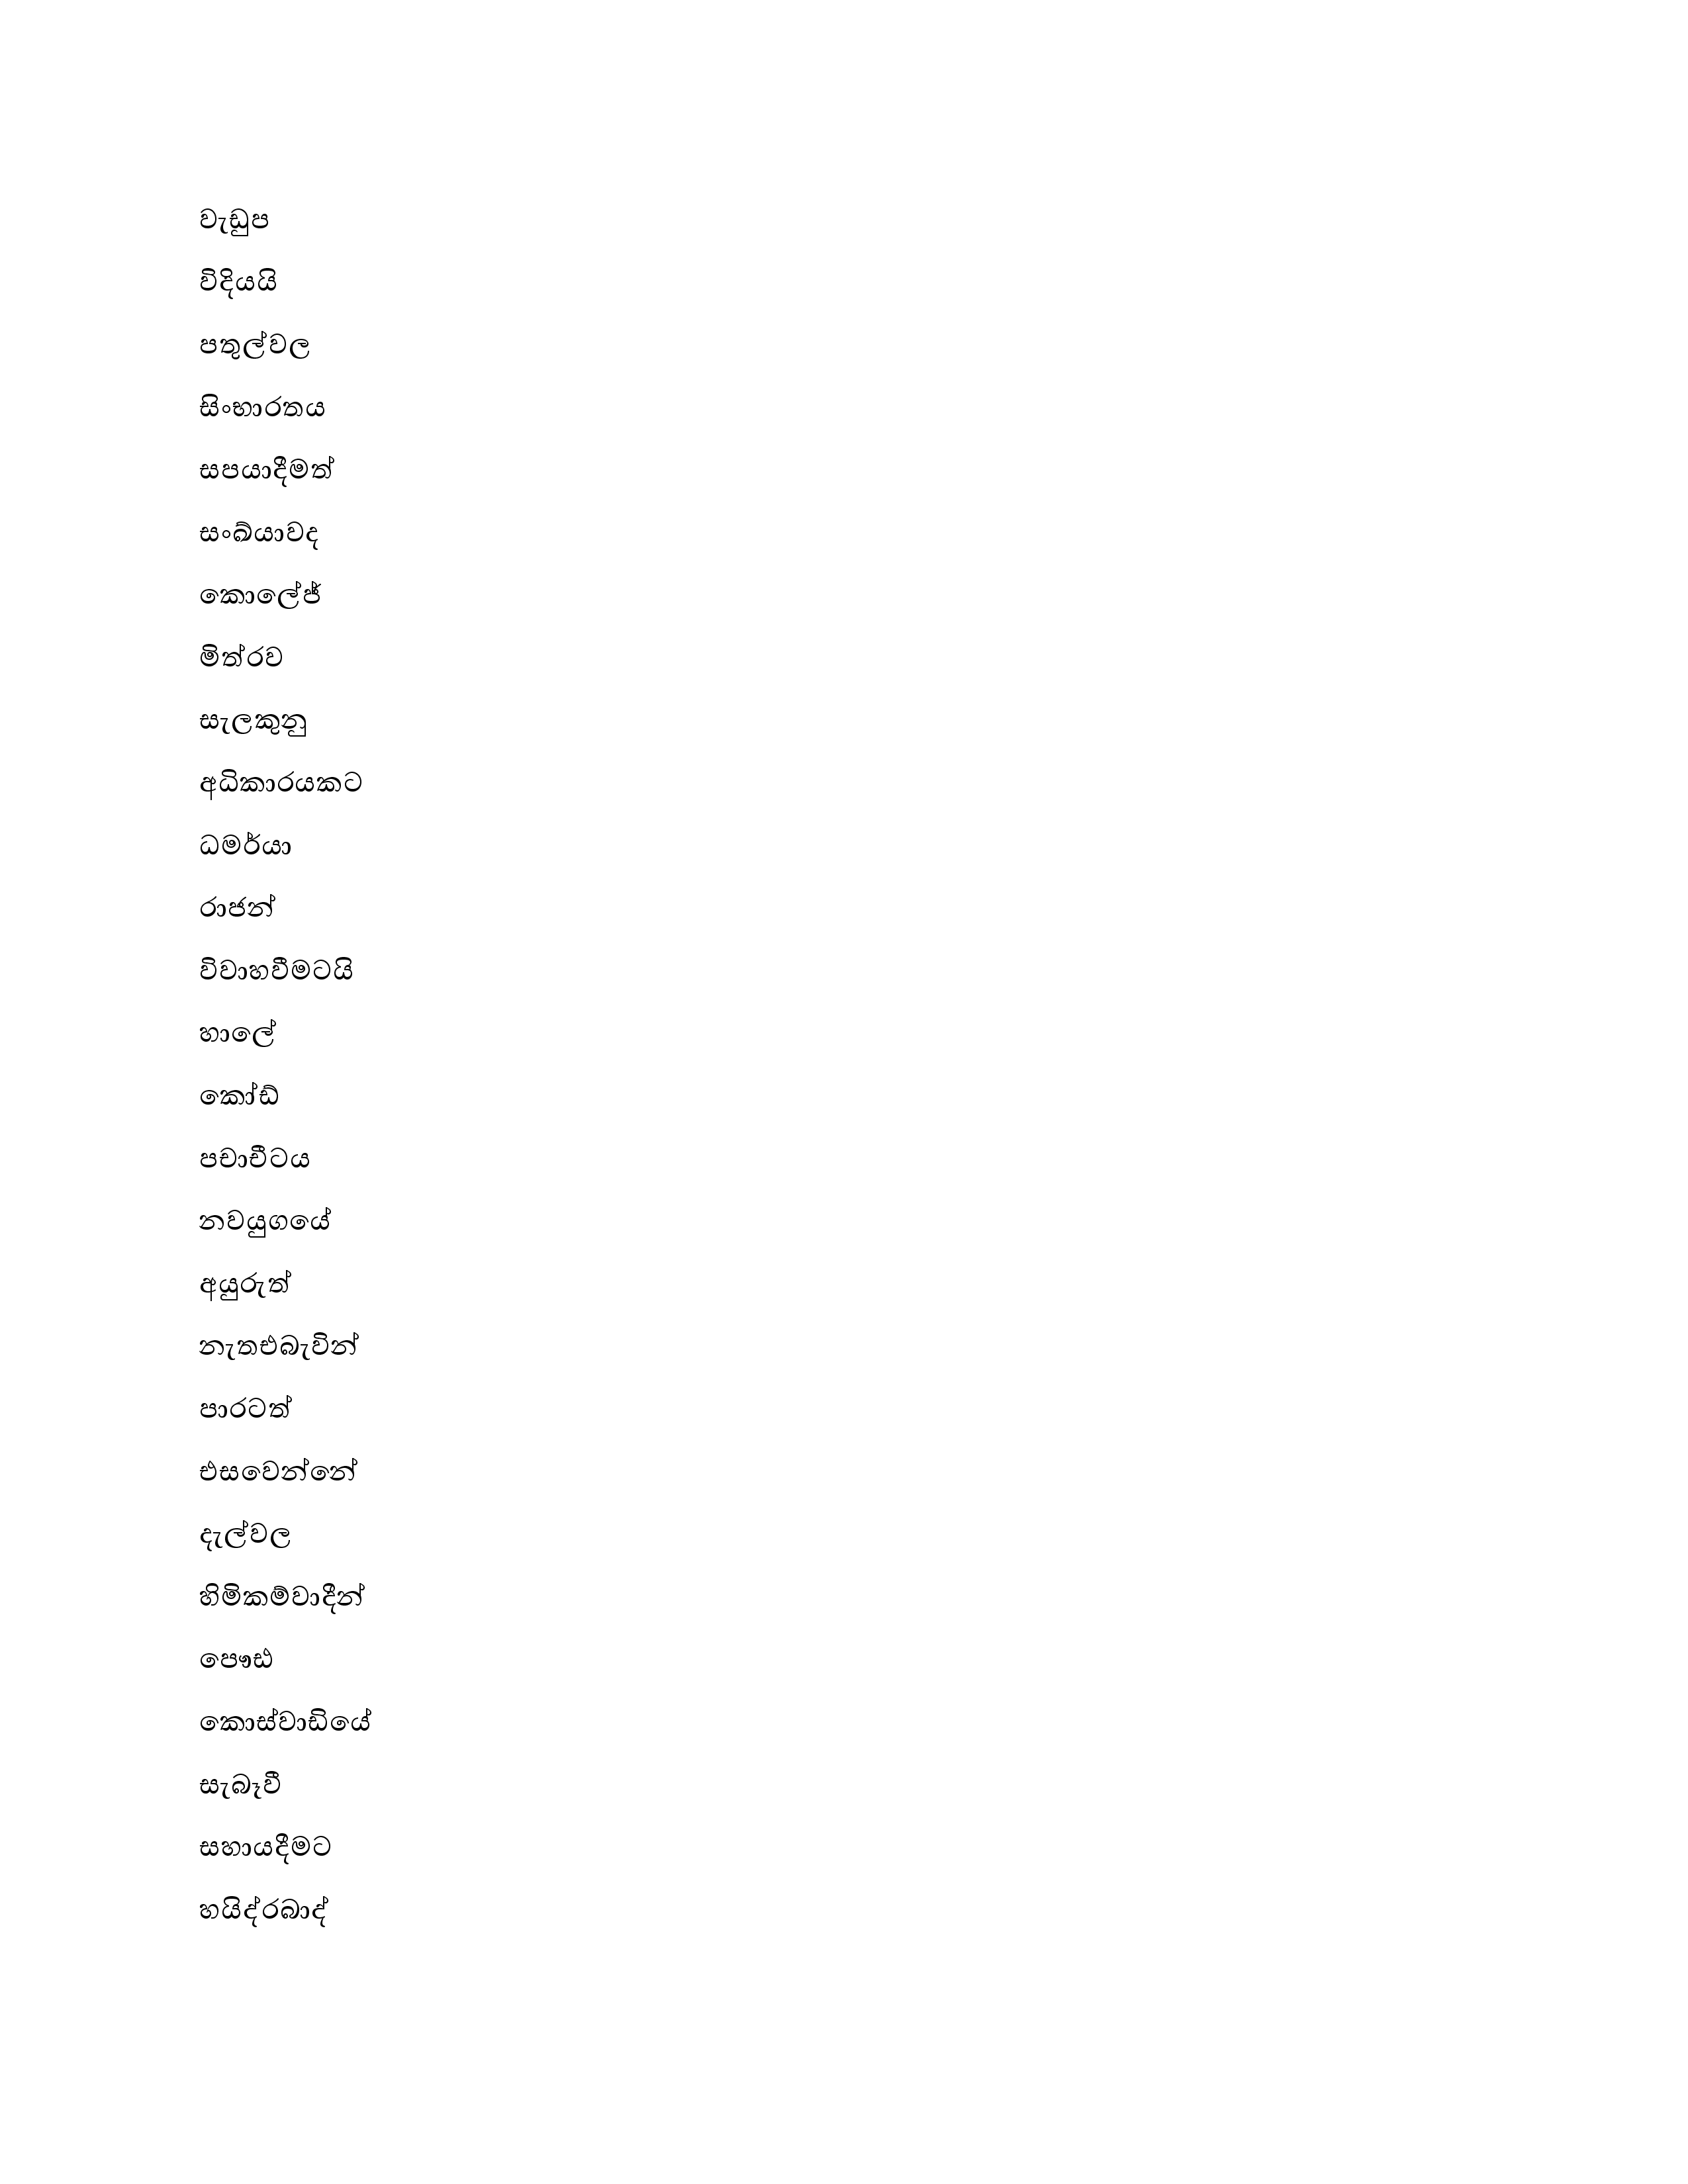 වැඩුප
විදියයි
පතුල්වල
සිංභාරතය
සපයාදීමත්
සංඛ්යාවද
කොලේජ්
මිත්රව
සැලකුනු
අධිකාරයකට
ධමර්යා
රාජන්
විවාහවීමටයි
හාලේ
කෝඩ්
පචාචීටය
නවයුගයේ
අයුරුත්
නැතඑබැවින්
පාරටත්
එසවෙන්නේ
දැල්වල
හිමිකම්වාදීන්
පෞඪ
කොස්වාඩියේ
සැබෑවී
සහායදීමට
හයිද්රබාද්